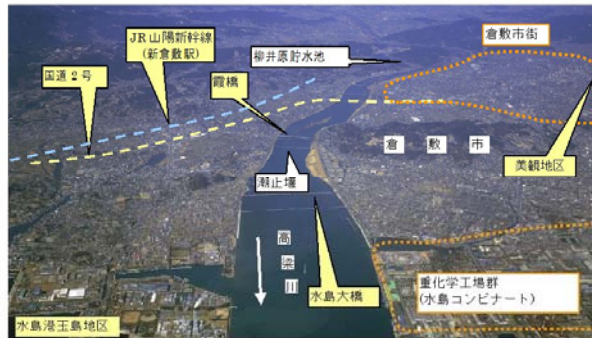 JR山陽新幹線
(新倉敷駅)
柳井原貯水池
倉敷市街
国道2号
霞橋
倉敷市
美観地区
潮止堰
高梁川
水島大橋
重化学工場群
(水島コンビナート)
水島港玉島地区